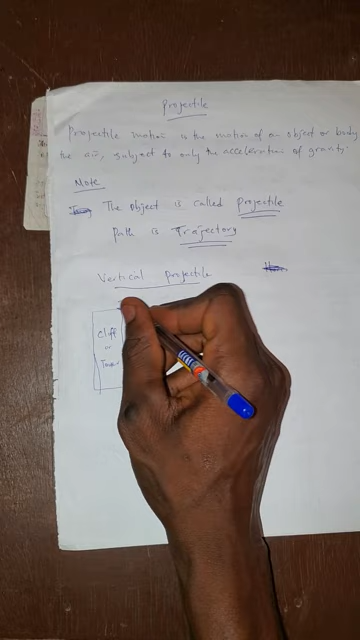 Projectile
Projectile motion is the motion of an object or body
the air, subject to only the acceleration of gravity.
Note
The Object is called Projectile
Path is Trajectory
Vertical Projectile
Cliff
or
Tower